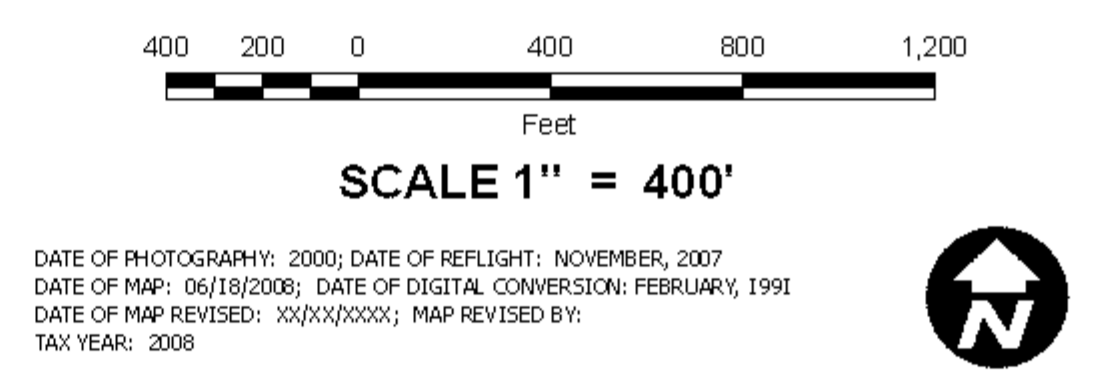 400 200 0 400 800 1,200
Feet
SCALE 1" = 400'
DATE OF PHOTOGRAPHY: 2000; DATE OF REFLIGHT: NOVEMBER, 2007
DATE OF MAP: 06/18/2008; DATE OF DIGITAL CONVERSION: FEBRUARY, 1991
DATE OF MAP REVISED: XX/XX/XXXX; MAP REVISED BY:
TAX YEAR: 2008
N